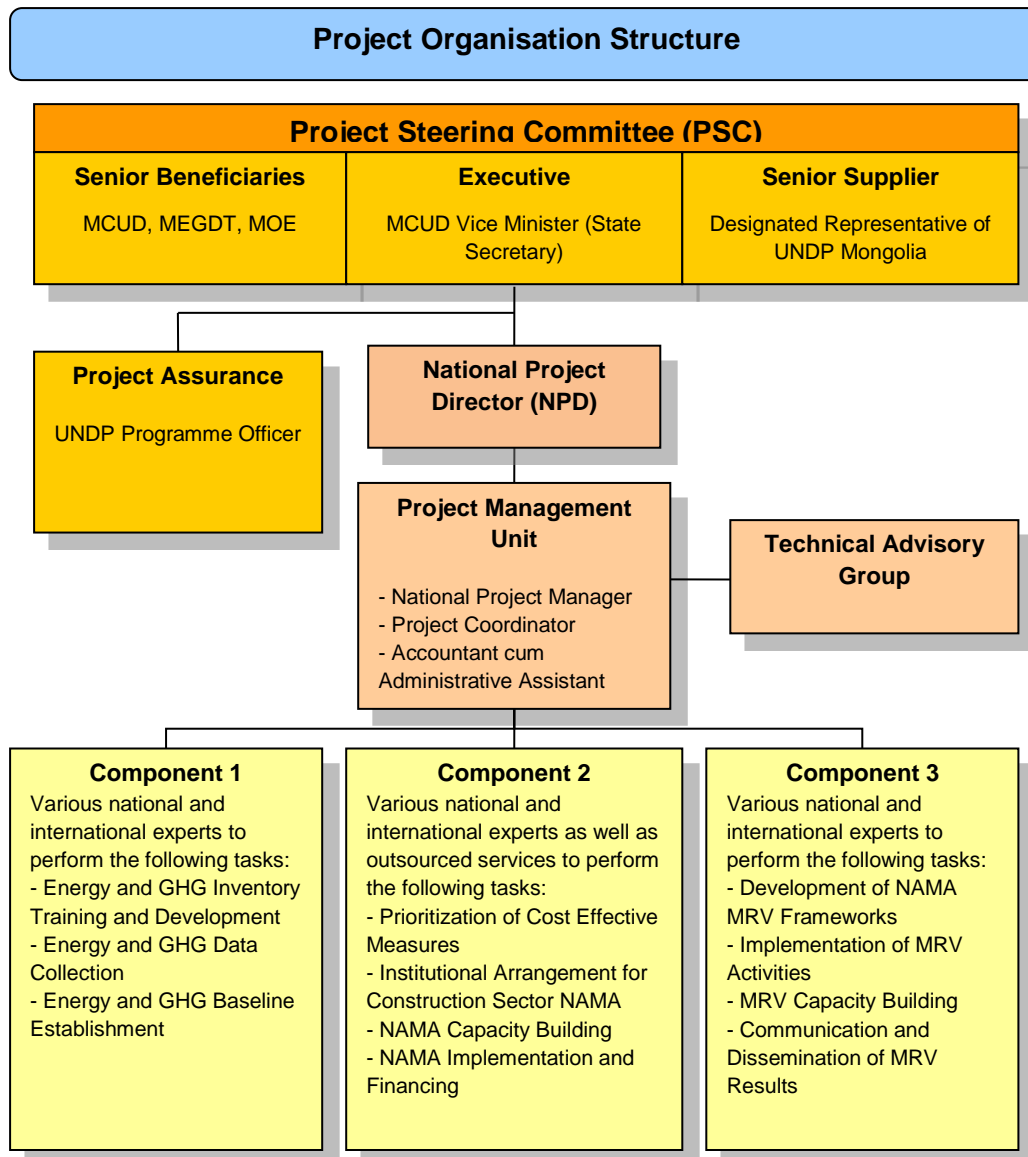 Project Organisation Structure
Project Steering Committee (PSC)
Senior Beneficiaries
MCUD, MEGDT, MOE
Executive
MCUD Vice Minister (State
Secretary)
Senior Supplier
Designated Representative of
UNDP Mongolia
Project Assurance
UNDP Programme Officer
National Project
Director (NPD)
Project Management
Unit
- National Project Manager
- Project Coordinator
- Accountant cum
Administrative Assistant
Technical Advisory
Group
Component 1
Various national and
international experts to
perform the following tasks:
- Energy and GHG Inventory
Training and Development
- Energy and GHG Data
Collection
- Energy and GHG Baseline
Establishment
Component 2
Various national and
international experts as well as
outsourced services to perform
the following tasks:
- Prioritization of Cost Effective
Measures
- Institutional Arrangement for
Construction Sector NAMA
- NAMA Capacity Building
- NAMA Implementation and
Financing
Component 3
Various national and
international experts to
perform the following tasks:
- Development of NAMA
MRV Frameworks
- Implementation of MRV
Activities
- MRV Capacity Building
- Communication and
Dissemination of MRV
Results